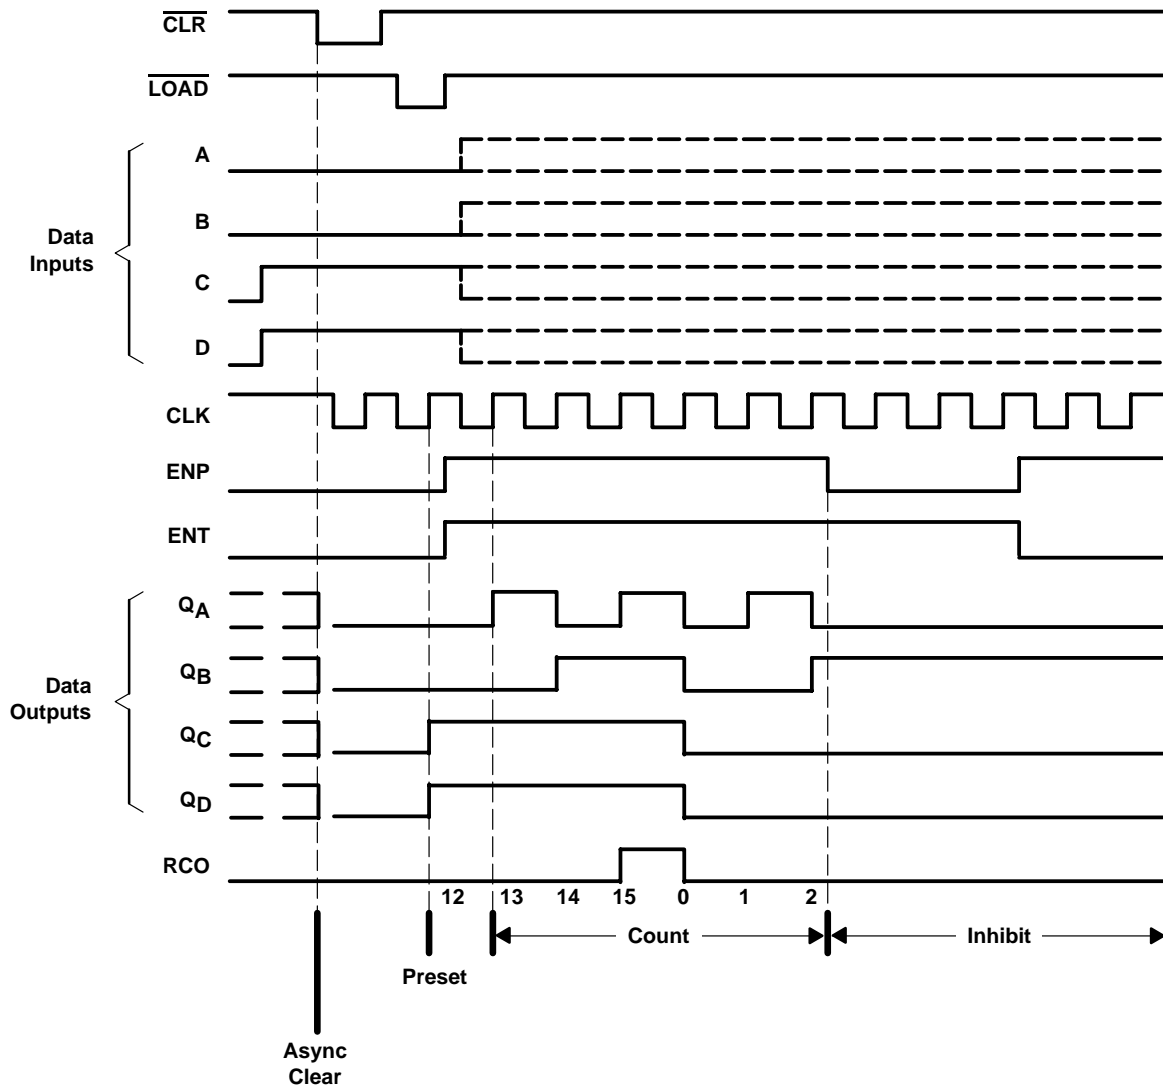 CLR
LOAD
A
B
Data
Inputs
C
D
CLK
ENP
ENT
QA
QB
Data
Outputs
QC
QD
RCO
12 13 14 15 0 1 2
Count Inhibit
Preset
Async
Clear